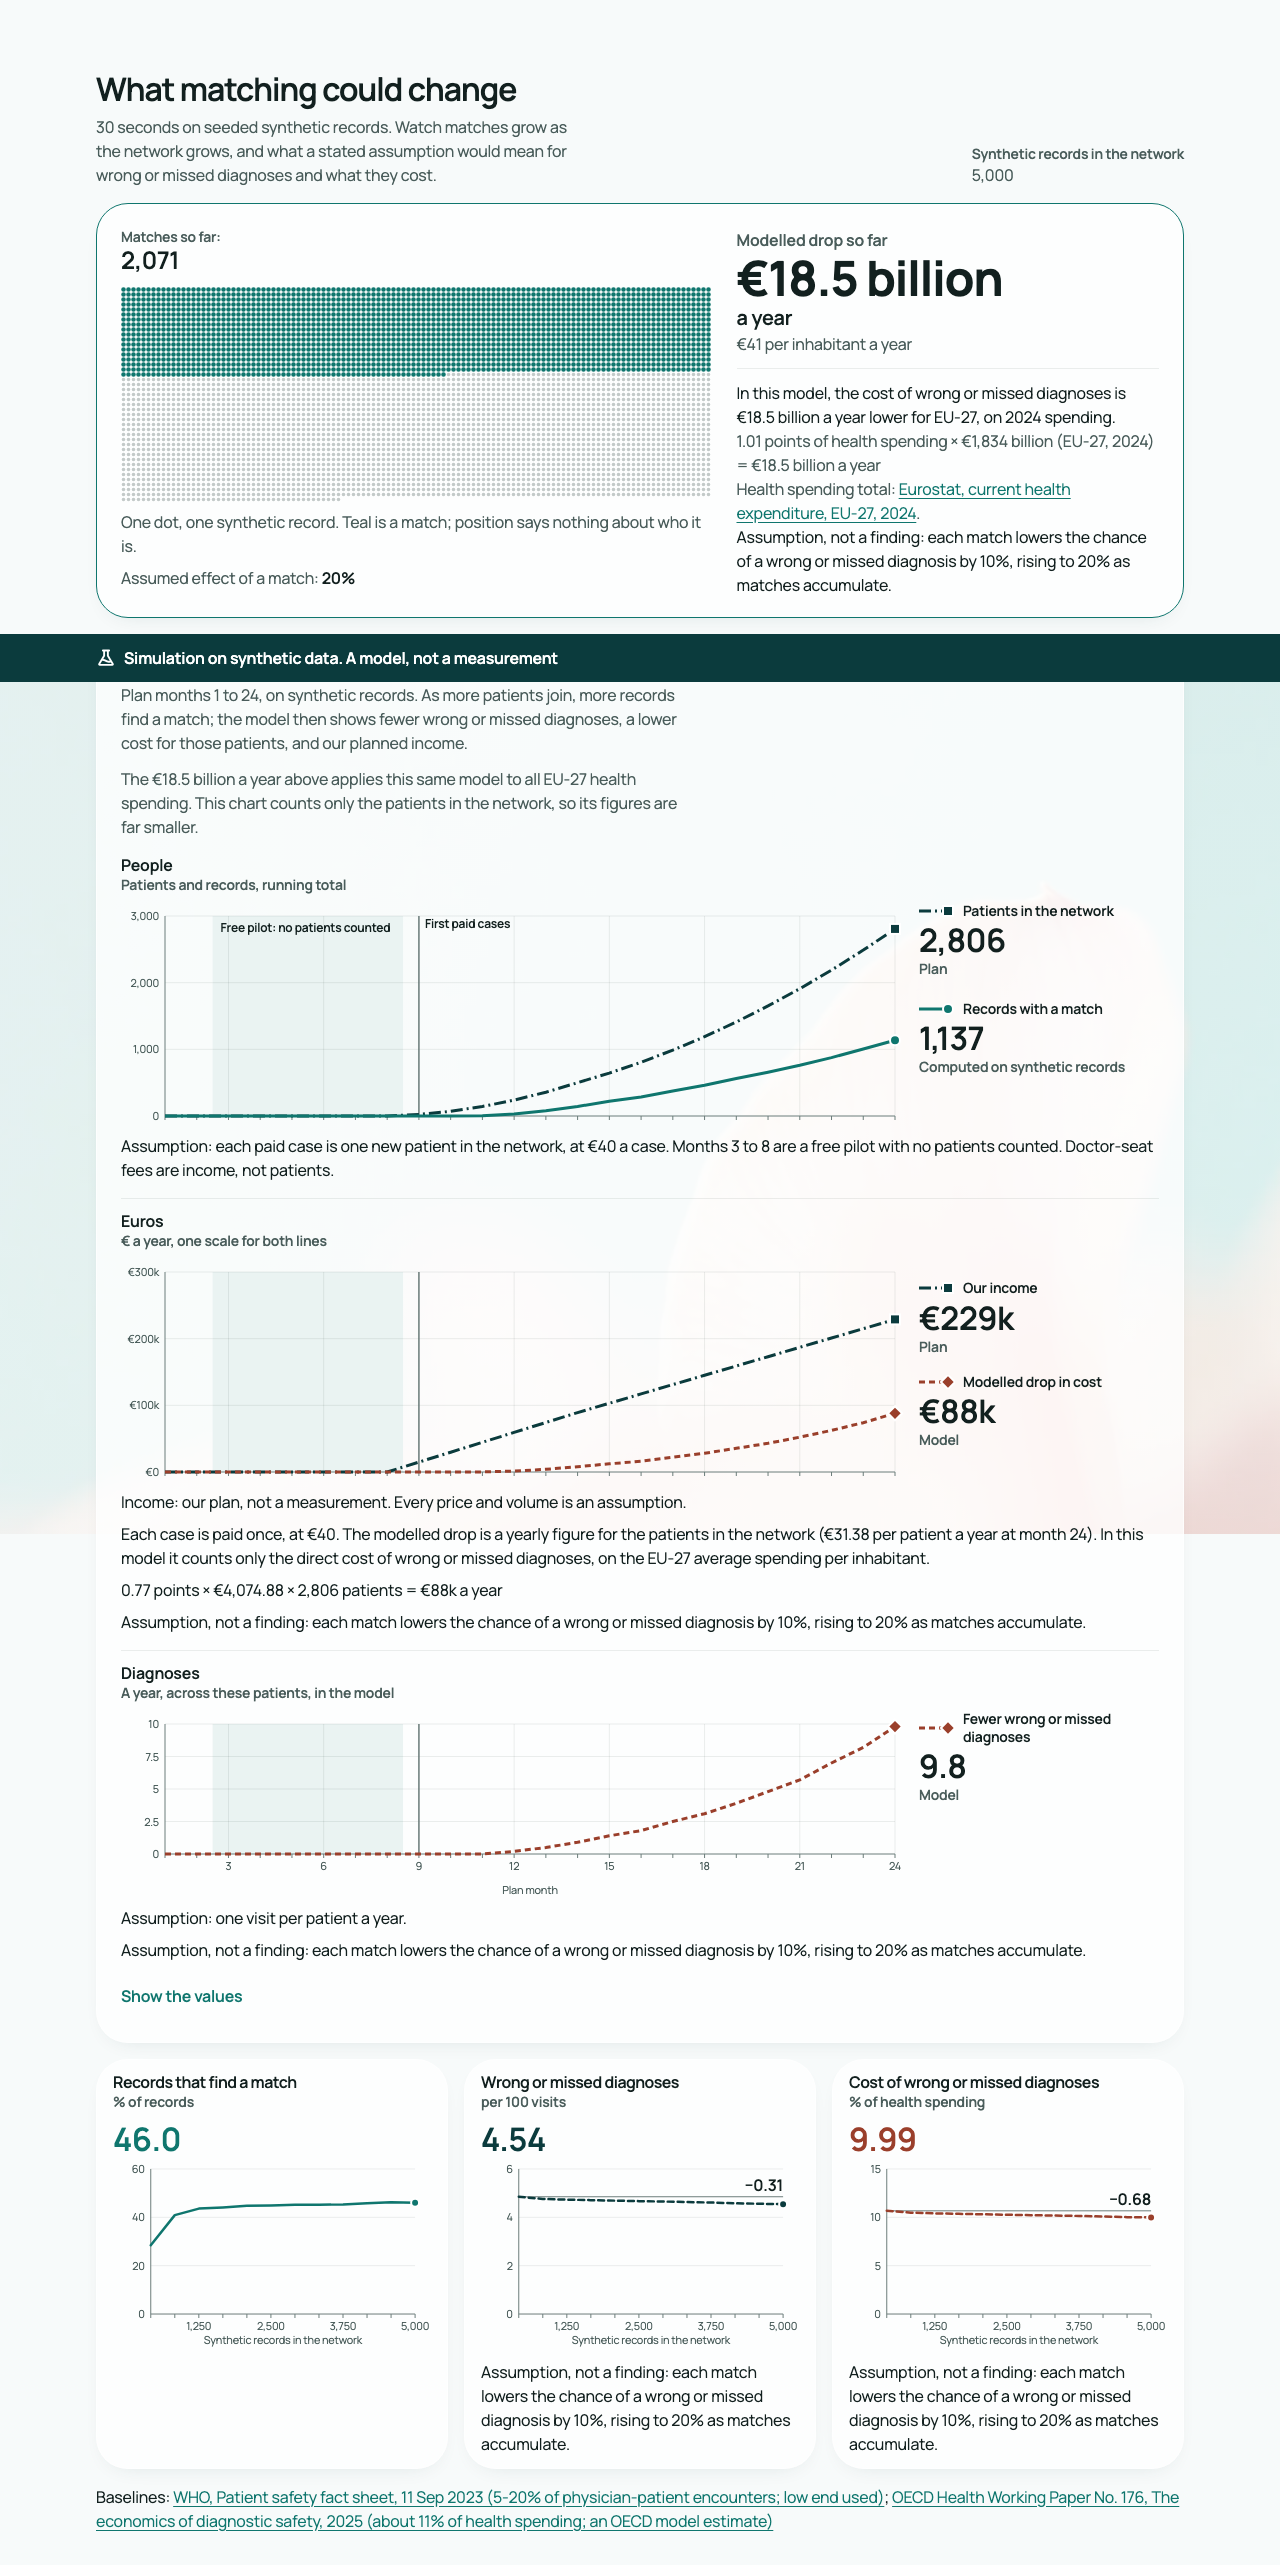 What matching could change
30 seconds on seeded synthetic records. Watch matches grow as
the network grows, and what a stated assumption would mean for
wrong or missed diagnoses and what they cost.
Synthetic records in the network
5,000
Matches so far:
2,071
One dot, one synthetic record. Teal is a match; position says nothing about who it
is.
Assumed effect of a match: 20%
Modelled drop so far
€18.5 billion
a year
€41 per inhabitant a year
In this model, the cost of wrong or missed diagnoses is
€18.5 billion a year lower for EU-27, on 2024 spending.
1.01 points of health spending × €1,834 billion (EU-27, 2024)
= €18.5 billion a year
Health spending total: Eurostat, current health
expenditure, EU-27, 2024.
Assumption, not a finding: each match lowers the chance
of a wrong or missed diagnosis by 10%, rising to 20% as
matches accumulate.
Simulation on synthetic data. A model, not a measurement
Plan months 1 to 24, on synthetic records. As more patients join, more records
find a match; the model then shows fewer wrong or missed diagnoses, a lower
cost for those patients, and our planned income.
The €18.5 billion a year above applies this same model to all EU-27 health
spending. This chart counts only the patients in the network, so its figures are
far smaller.
People
Patients and records, running total
3,000
2,000
1,000
0
Free pilot: no patients counted
First paid cases
Patients in the network
2,806
Plan
Records with a match
1,137
Computed on synthetic records
Assumption: each paid case is one new patient in the network, at €40 a case. Months 3 to 8 are a free pilot with no patients counted. Doctor-seat
fees are income, not patients.
Euros
€ a year, one scale for both lines
€300k
€200k
€100k
€0
Our income
€229k
Plan
Modelled drop in cost
€88k
Model
Income: our plan, not a measurement. Every price and volume is an assumption.
Each case is paid once, at €40. The modelled drop is a yearly figure for the patients in the network (€31.38 per patient a year at month 24). In this
model it counts only the direct cost of wrong or missed diagnoses, on the EU-27 average spending per inhabitant.
0.77 points × €4,074.88 × 2,806 patients = €88k a year
Assumption, not a finding: each match lowers the chance of a wrong or missed diagnosis by 10%, rising to 20% as matches accumulate.
Diagnoses
A year, across these patients, in the model
10
7.5
5
2.5
0
3 6 9 12 15 18 21 24
Plan month
Fewer wrong or missed
diagnoses
9.8
Model
Assumption: one visit per patient a year.
Assumption, not a finding: each match lowers the chance of a wrong or missed diagnosis by 10%, rising to 20% as matches accumulate.
Show the values
Records that find a match
% of records
46.0
60
40
20
0
1,250 2,500 3,750 5,000
Synthetic records in the network
Wrong or missed diagnoses
per 100 visits
4.54
6
4
2
0
−0.31
1,250 2,500 3,750 5,000
Synthetic records in the network
Assumption, not a finding: each match
lowers the chance of a wrong or missed
diagnosis by 10%, rising to 20% as matches
accumulate.
Cost of wrong or missed diagnoses
% of health spending
9.99
15
10
5
0
−0.68
1,250 2,500 3,750 5,000
Synthetic records in the network
Assumption, not a finding: each match
lowers the chance of a wrong or missed
diagnosis by 10%, rising to 20% as matches
accumulate.
Baselines: WHO, Patient safety fact sheet, 11 Sep 2023 (5-20% of physician-patient encounters; low end used); OECD Health Working Paper No. 176, The
economics of diagnostic safety, 2025 (about 11% of health spending; an OECD model estimate)